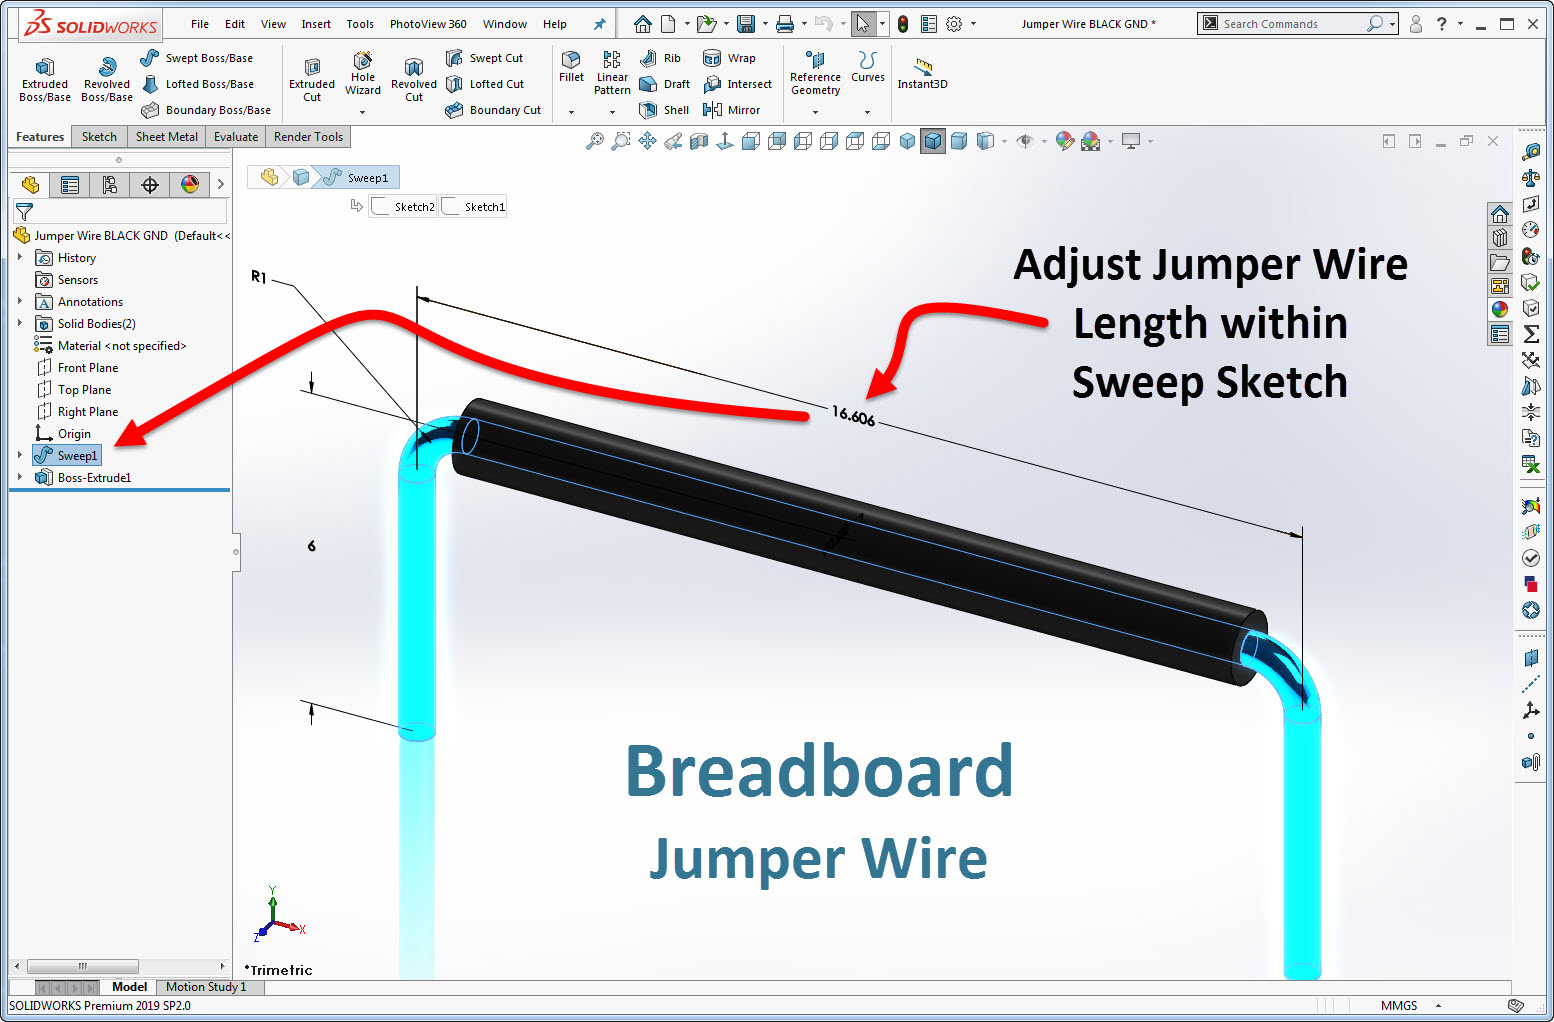 SOLIDWORKS
File Edit View Insert Tools PhotoView 360 Window Help
Jumper Wire BLACK GND *
Search Commands
?
Extruded Boss/Base
Revolved Boss/Base
Swept Boss/Base
Lofted Boss/Base
Boundary Boss/Base
Extruded Cut
Hole Wizard
Revolved Cut
Swept Cut
Lofted Cut
Boundary Cut
Fillet
Linear Pattern
Rib
Draft
Shell
Wrap
Intersect
Mirror
Reference Geometry
Curves
Instant3D
Features Sketch Sheet Metal Evaluate Render Tools
Sweep1
Sketch2 Sketch1
Jumper Wire BLACK GND (Default<<
History
Sensors
Annotations
Solid Bodies(2)
Material <not specified>
Front Plane
Top Plane
Right Plane
Origin
Sweep1
Boss-Extrude1
R1
16.606
6
Adjust Jumper Wire
Length within
Sweep Sketch
Breadboard
Jumper Wire
Y
X
Z
*Trimetric
Model Motion Study 1
SOLIDWORKS Premium 2019 SP2.0
MMGS